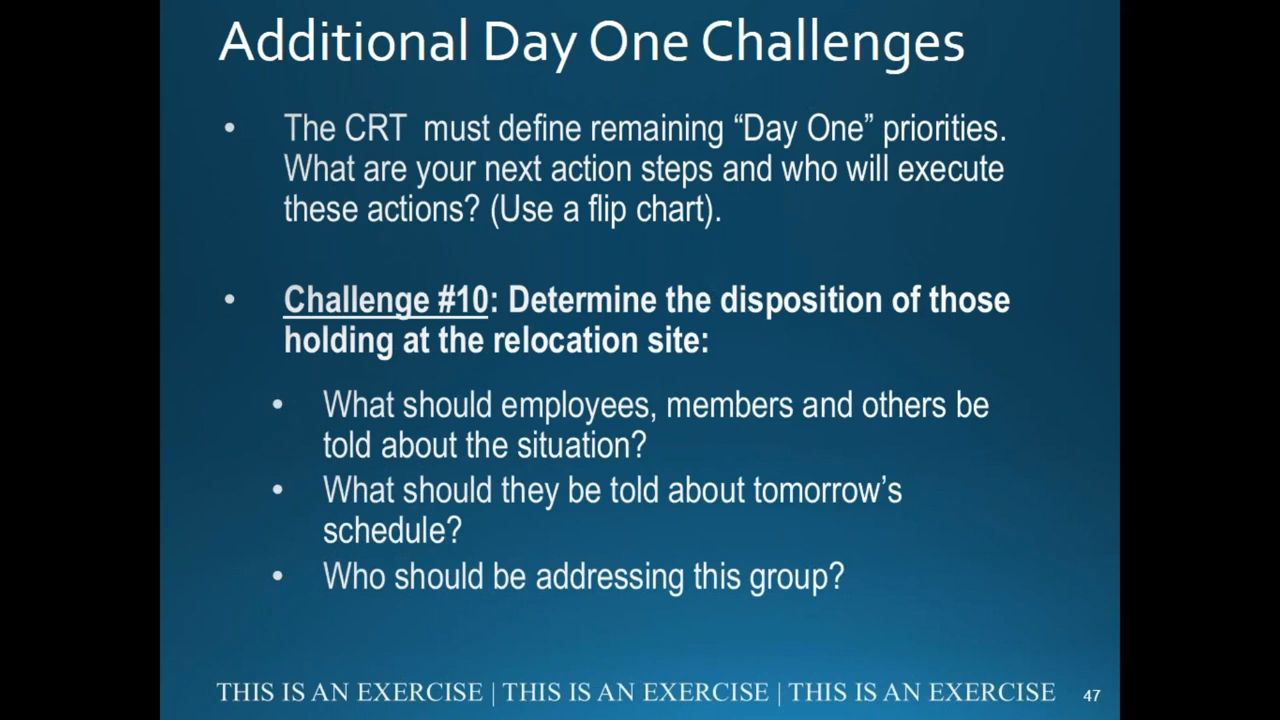 Additional Day One Challenges
• The CRT  must define remaining “Day One” priorities.
What are your next action steps and who will execute
these actions? (Use a flip chart).
• Challenge #10: Determine the disposition of those
holding at the relocation site:
• What should employees, members and others be
told about the situation?
• What should they be told about tomorrow’s
schedule?
• Who should be addressing this group?
THIS IS AN EXERCISE | THIS IS AN EXERCISE | THIS IS AN EXERCISE 47